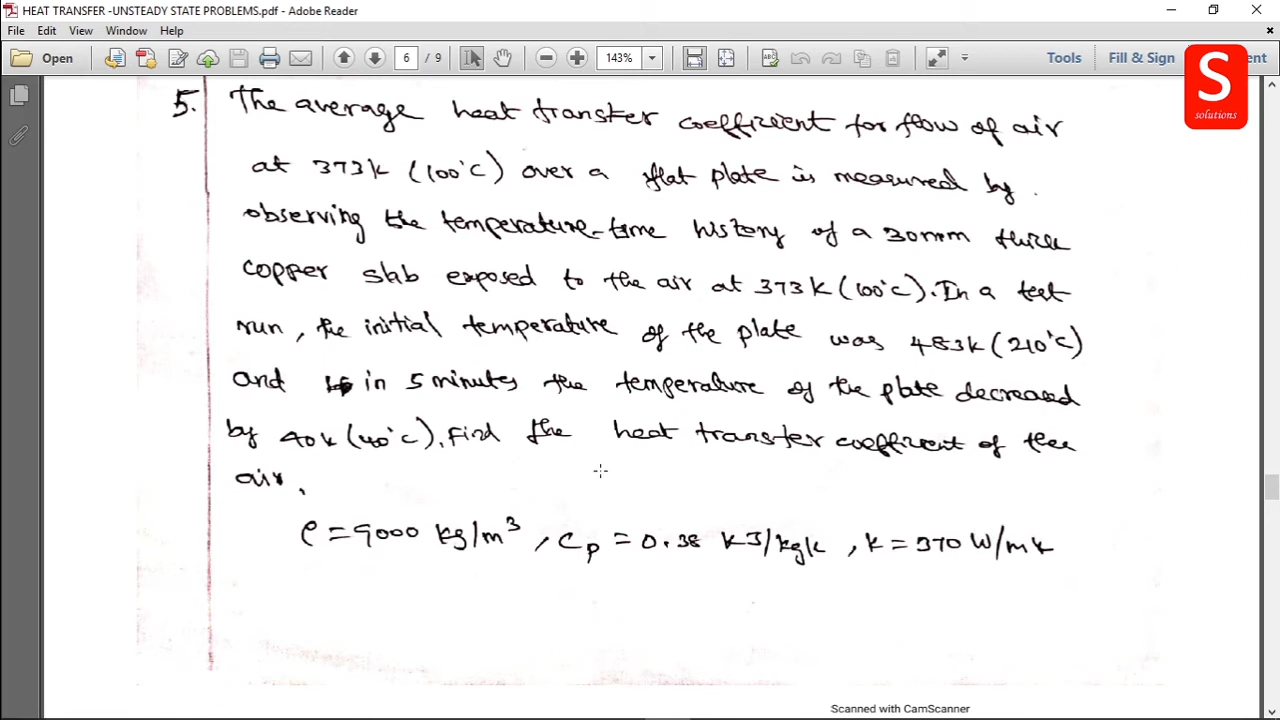 HEAT TRANSFER -UNSTEADY STATE PROBLEMS.pdf - Adobe Reader
File Edit View Window Help
Open 6 / 9 143% Tools Fill & Sign ent
S
solutions
5. The average heat transfer coefficient for flow of air
at 373K (100°C) over a flat plate is measured by
observing the temperature-time history of a 30mm thick
copper slab exposed to the air at 373K (100°C). In a test
run, the initial temperature of the plate was 483K (210°C)
and in 5 minutes the temperature of the plate decreased
by 40K (40°C). Find the heat transfer coefficient of the
air.
ρ = 9000 kg/m³, Cp = 0.38 KJ/kgK, K = 370 W/mK
Scanned with CamScanner